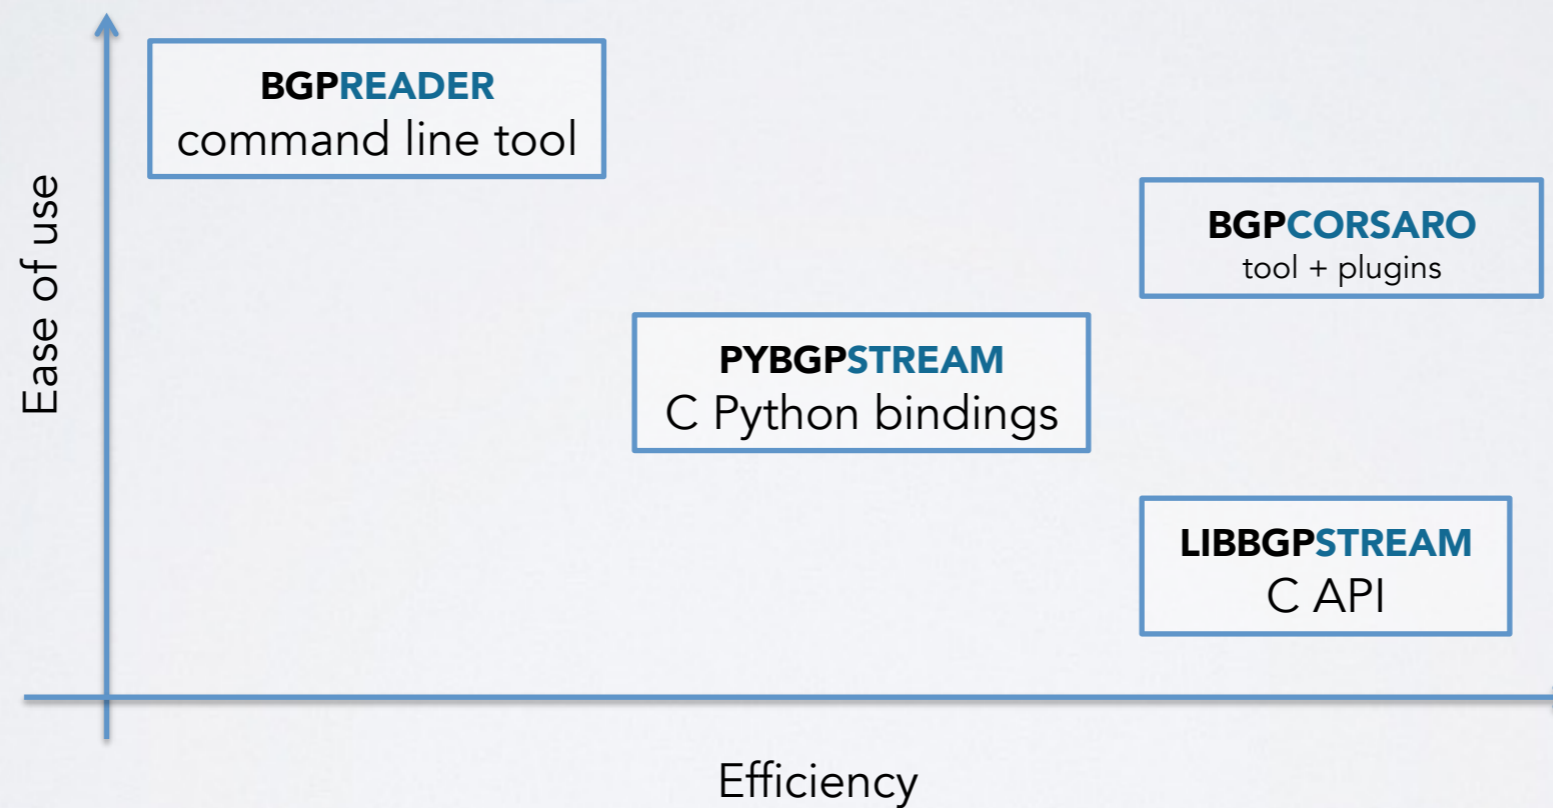 BGPREADER
command line tool
BGPCORSARO
tool + plugins
Ease of use
PYBGPSTREAM
C Python bindings
LIBBGPSTREAM
C API
Efficiency